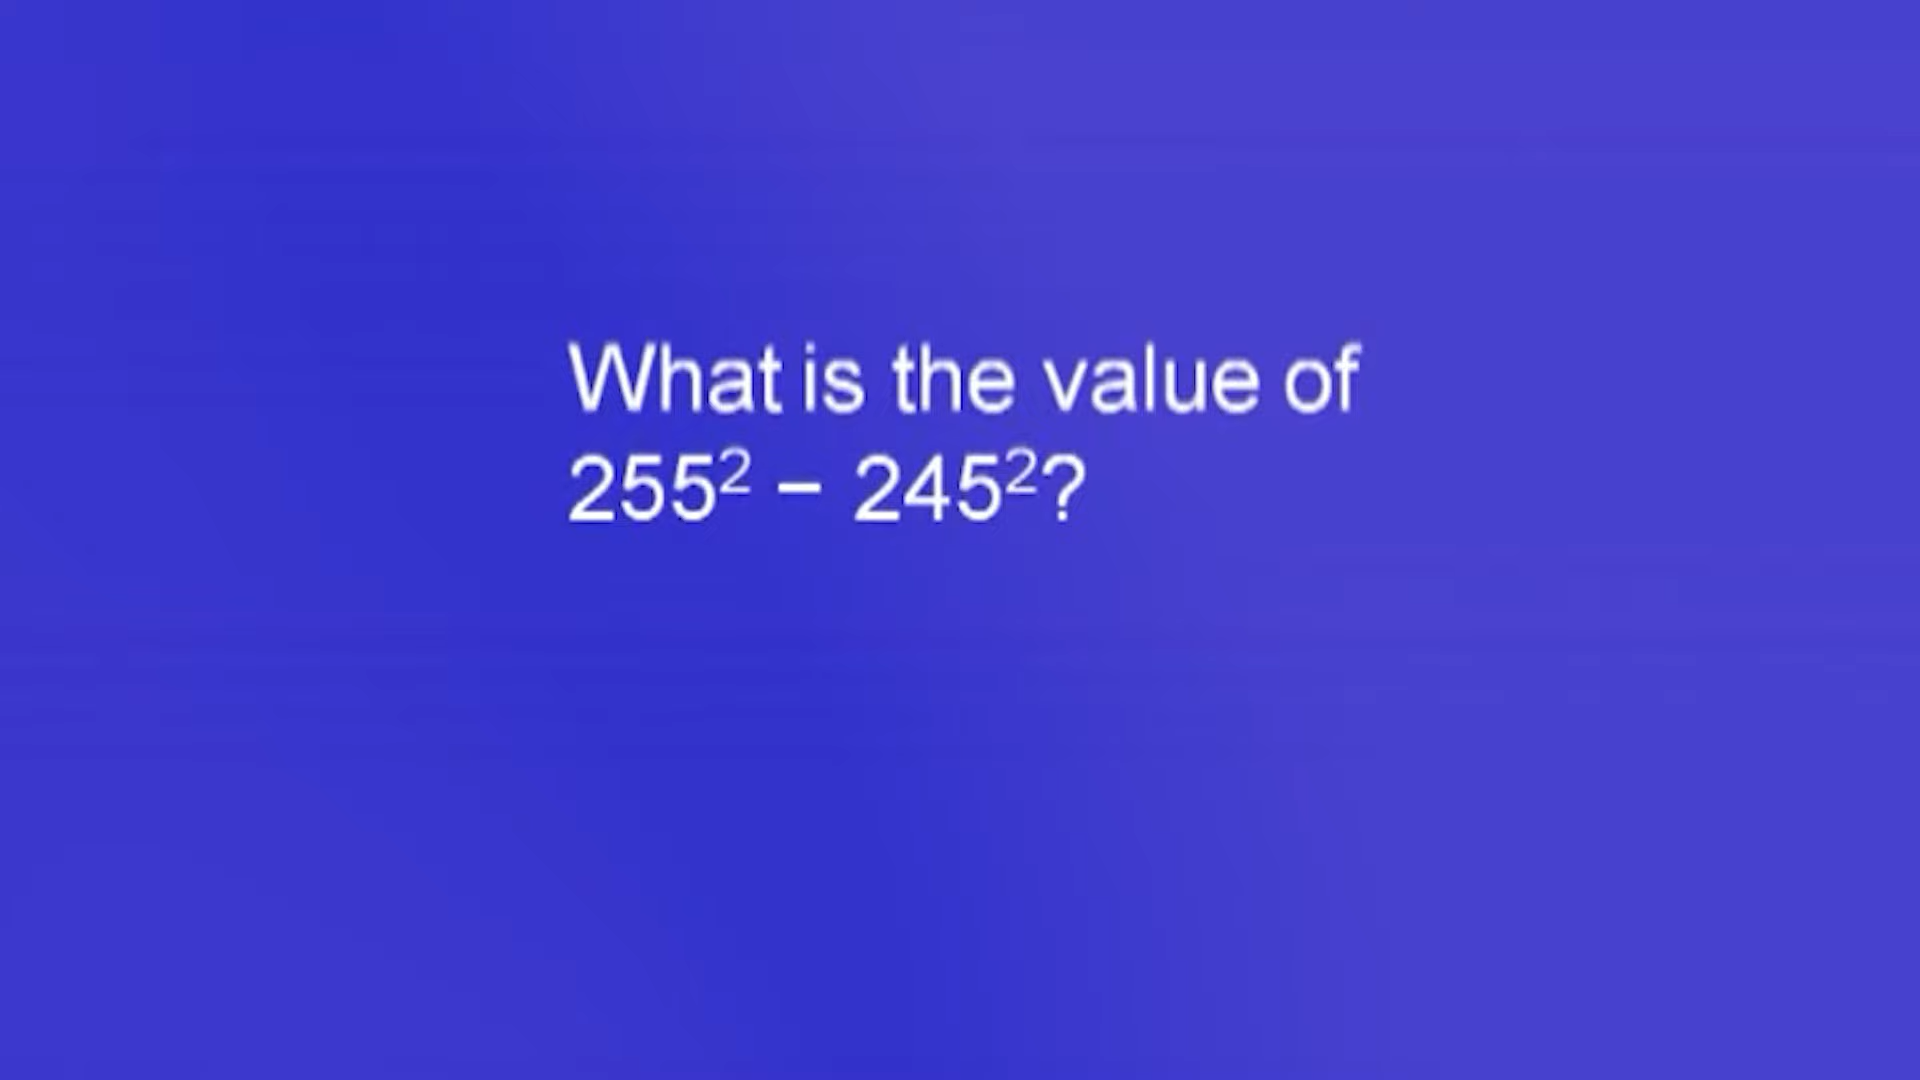 What is the value of
255² – 245²?